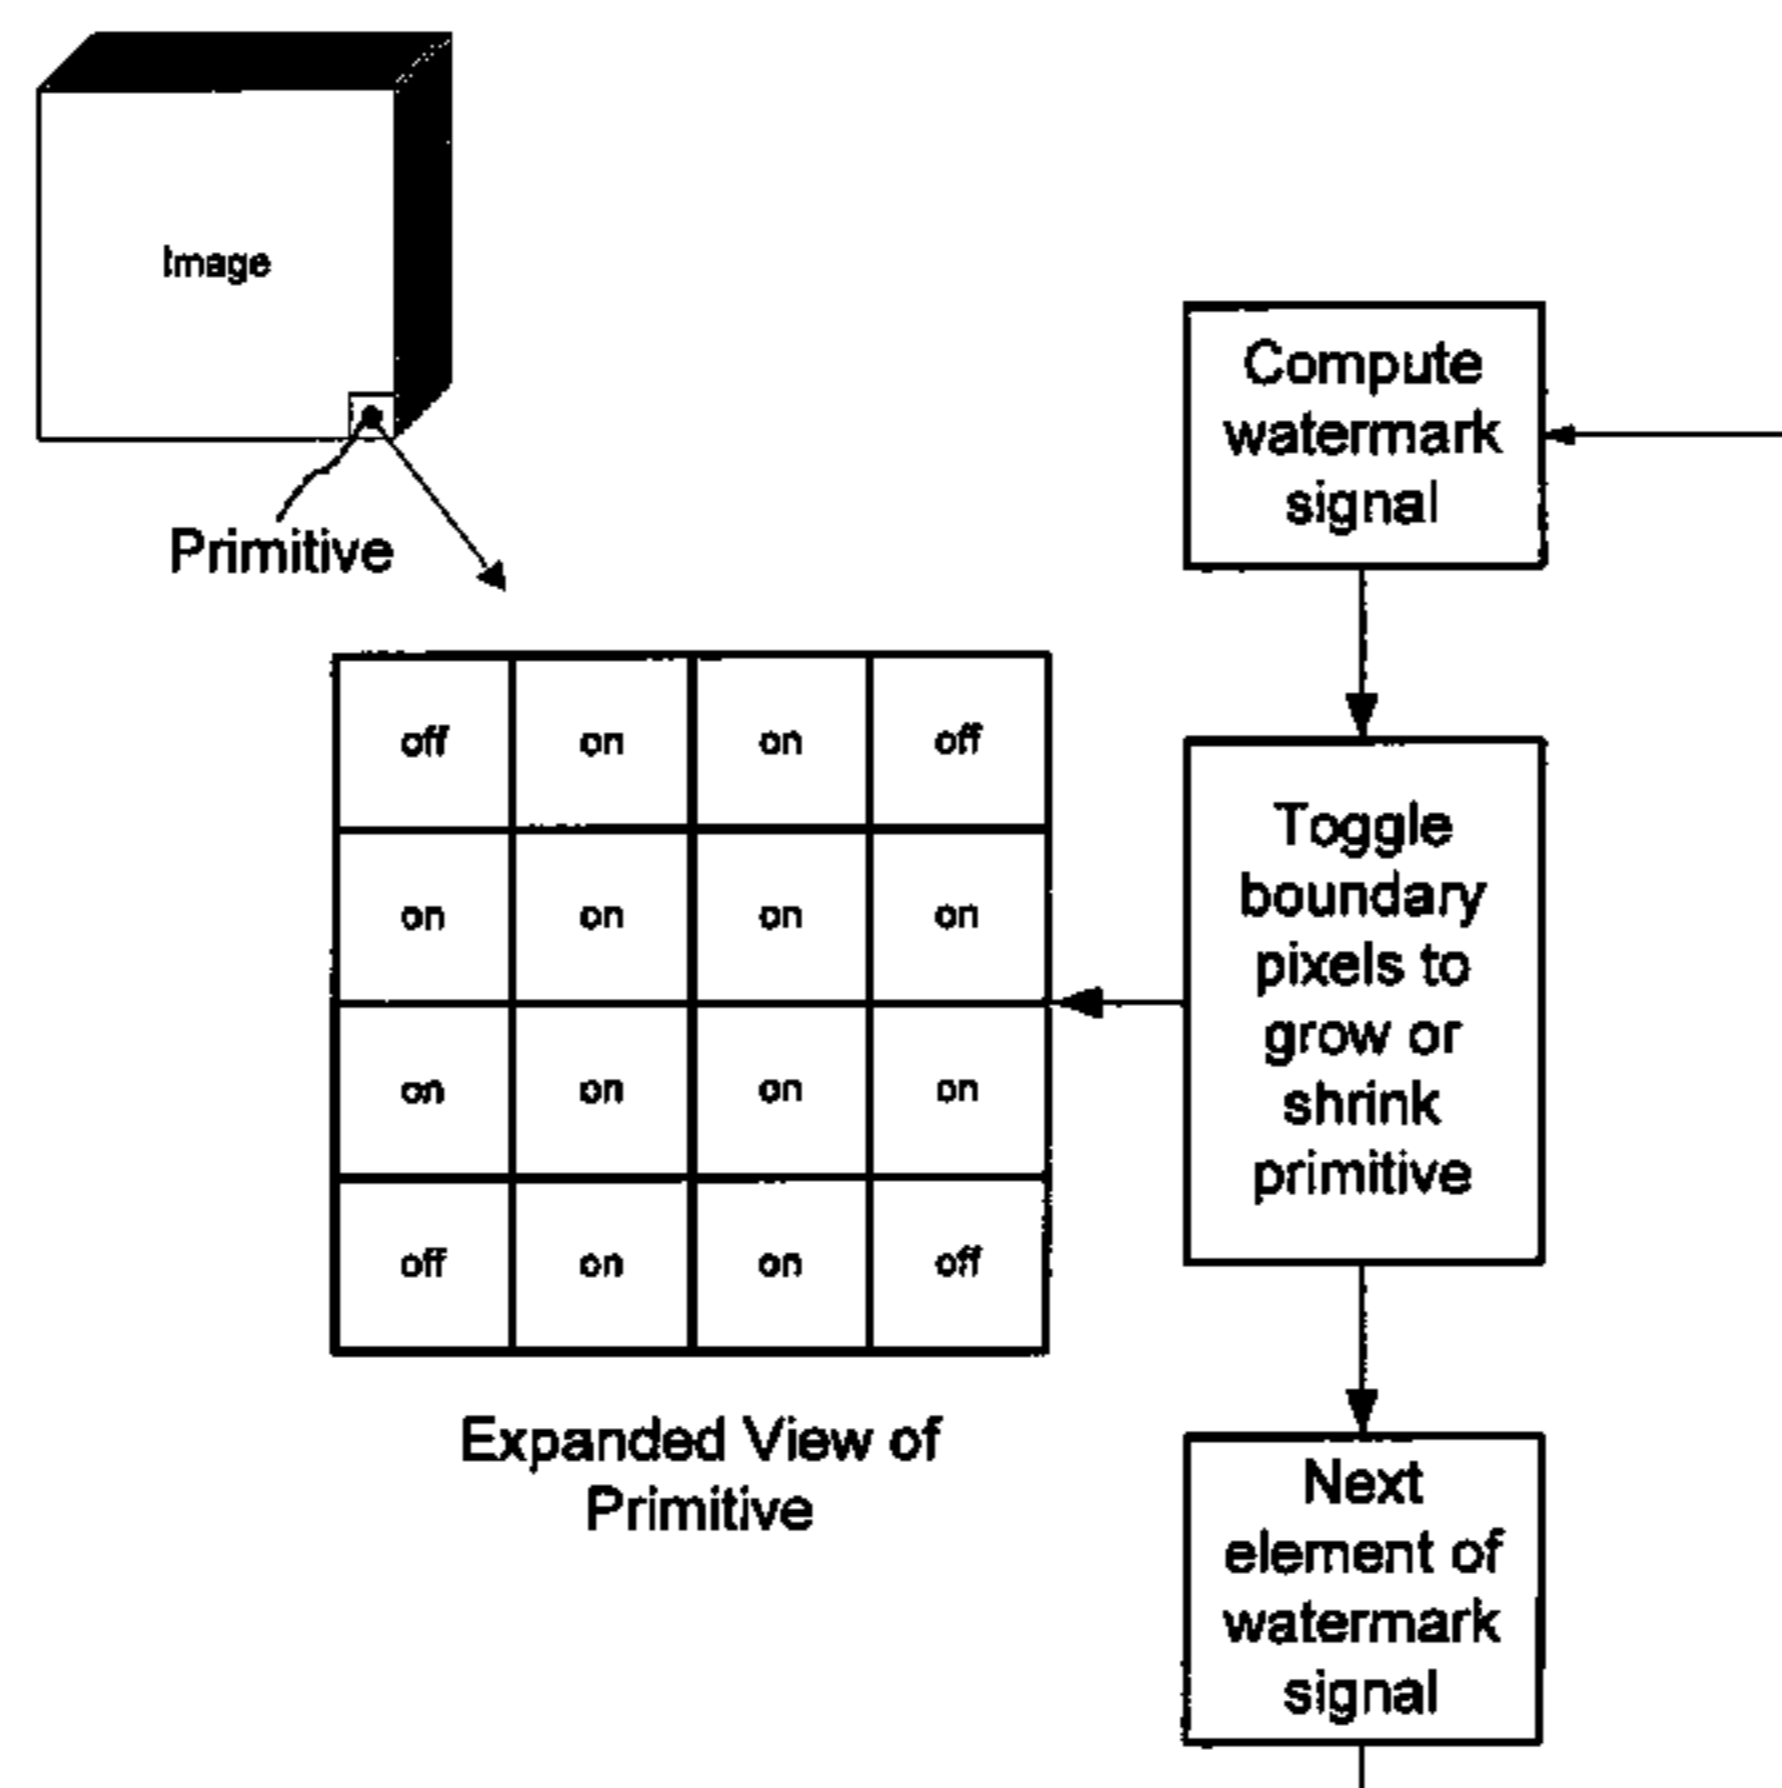 Image
Primitive
off on on off
on on on on
on on on on
off on on off
Expanded View of
Primitive
Compute
watermark
signal
Toggle
boundary
pixels to
grow or
shrink
primitive
Next
element of
watermark
signal